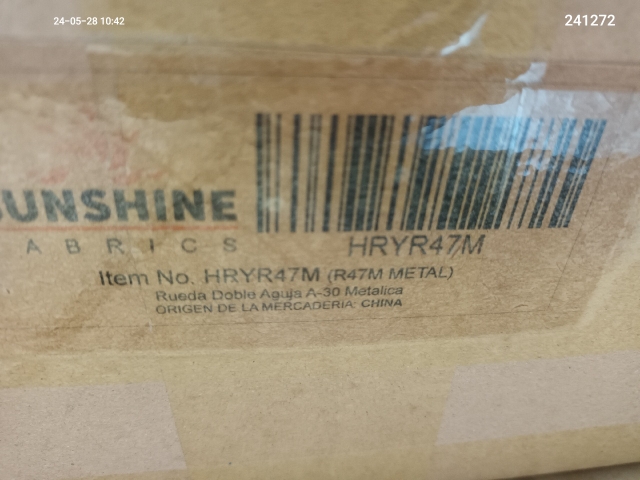 24-05-28 10:42
241272
SUNSHINE
ABRICS
HRYR47M
Item No. HRYR47M (R47M METAL)
Rueda Doble Aguja A-30 Metalica
ORIGEN DE LA MERCADERIA: CHINA